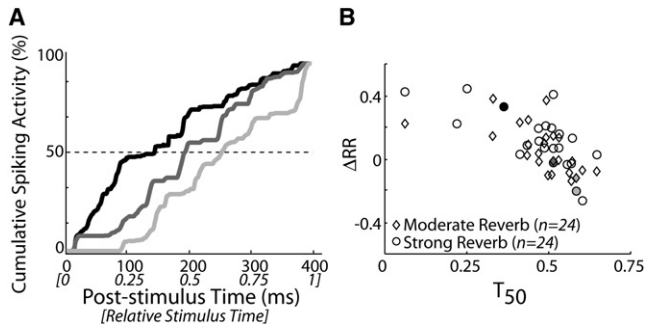 A
Cumulative Spiking Activity (%)
100
50
0
0 100 200 300 400
[0 0.25 0.5 0.75 1]
Post-stimulus Time (ms)
[Relative Stimulus Time]
B
ΔRR
0.4
0
-0.4
◊ Moderate Reverb (n=24)
○ Strong Reverb (n=24)
0 0.25 0.5 0.75
T50